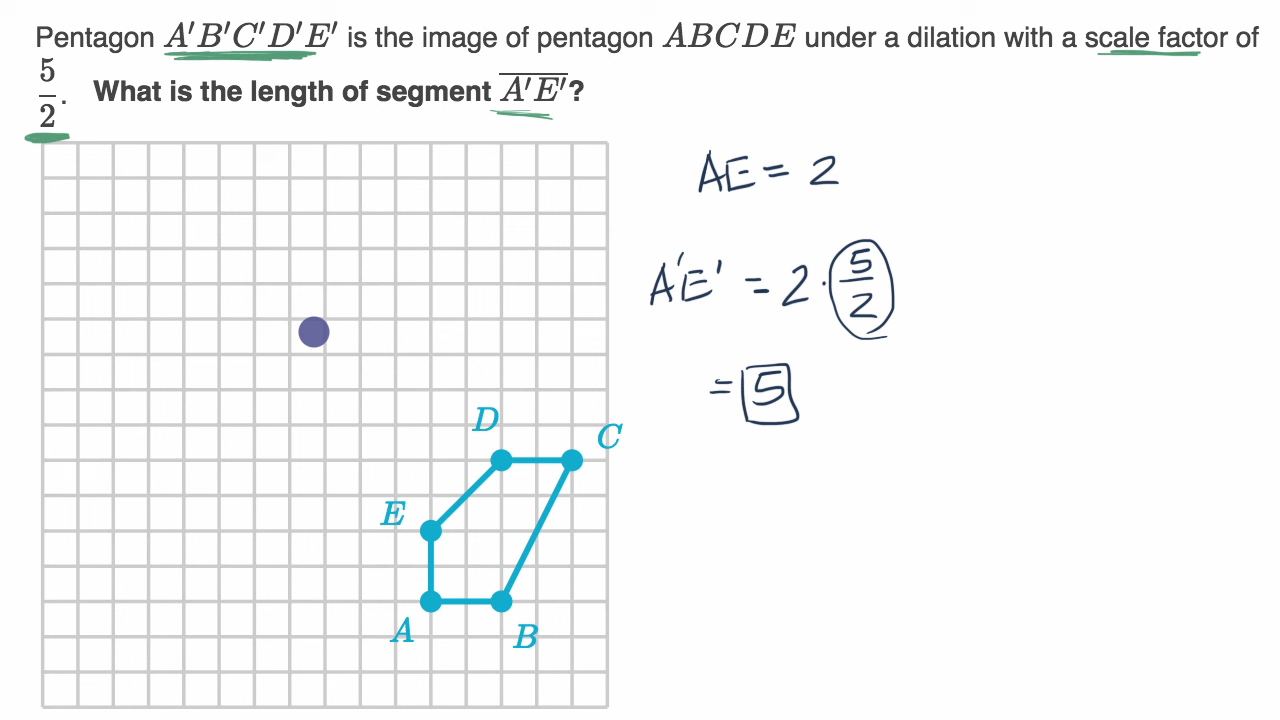 Pentagon A′B′C′D′E′ is the image of pentagon ABCDE under a dilation with a scale factor of
5/2. What is the length of segment A′E′?
AE = 2
A'E' = 2 · 5/2
= 5
D
C
E
A
B